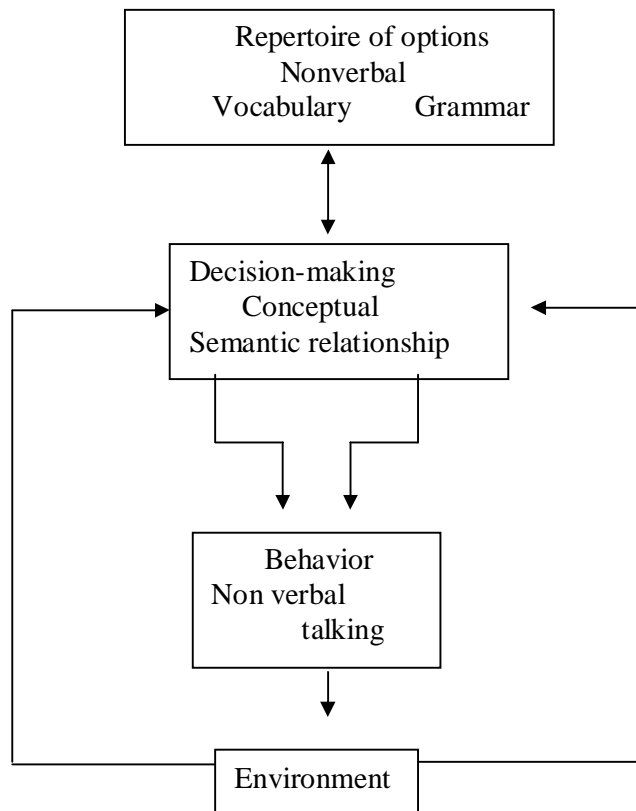 Repertoire of options
Nonverbal
Vocabulary Grammar
Decision-making
Conceptual
Semantic relationship
Behavior
Non verbal
talking
Environment